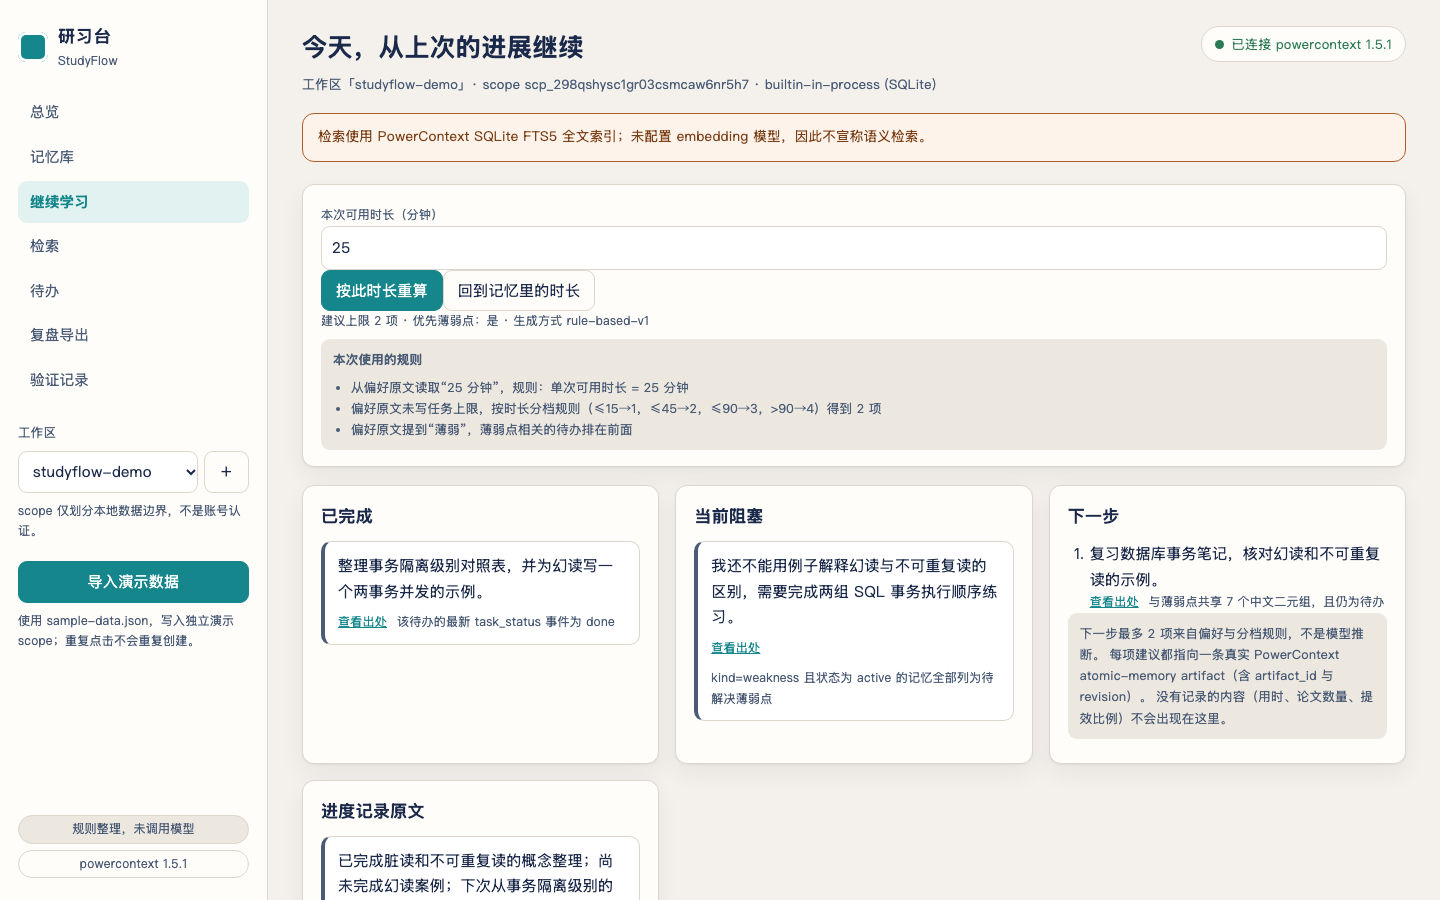 研习台
StudyFlow
总览
记忆库
继续学习
检索
待办
复盘导出
验证记录
工作区
studyflow-demo
+
scope 仅划分本地数据边界，不是账号认
证。
导入演示数据
使用 sample-data.json，写入独立演示
scope；重复点击不会重复创建。
规则整理，未调用模型
powercontext 1.5.1
今天，从上次的进展继续
工作区「studyflow-demo」 · scope scp_298qshysc1gr03csmcaw6nr5h7 · builtin-in-process (SQLite)
已连接 powercontext 1.5.1
检索使用 PowerContext SQLite FTS5 全文索引；未配置 embedding 模型，因此不宣称语义检索。
本次可用时长（分钟）
25
按此时长重算
回到记忆里的时长
建议上限 2 项 · 优先薄弱点：是 · 生成方式 rule-based-v1
本次使用的规则
• 从偏好原文读取“25 分钟”，规则：单次可用时长 = 25 分钟
• 偏好原文未写任务上限，按时长分档规则（≤15→1，≤45→2，≤90→3，>90→4）得到 2 项
• 偏好原文提到“薄弱”，薄弱点相关的待办排在前面
已完成
整理事务隔离级别对照表，并为幻读写一
个两事务并发的示例。
查看出处 该待办的最新 task_status 事件为 done
当前阻塞
我还不能用例子解释幻读与不可重复读的
区别，需要完成两组 SQL 事务执行顺序练
习。
查看出处
kind=weakness 且状态为 active 的记忆全部列为待
解决薄弱点
下一步
1. 复习数据库事务笔记，核对幻读和不可重复
读的示例。
查看出处 与薄弱点共享 7 个中文二元组，且仍为待办
下一步最多 2 项来自偏好与分档规则，不是模型推
断。 每项建议都指向一条真实 PowerContext
atomic-memory artifact（含 artifact_id 与
revision）。 没有记录的内容（用时、论文数量、提
效比例）不会出现在这里。
进度记录原文
已完成脏读和不可重复读的概念整理；尚
未完成幻读案例；下次从事务隔离级别的